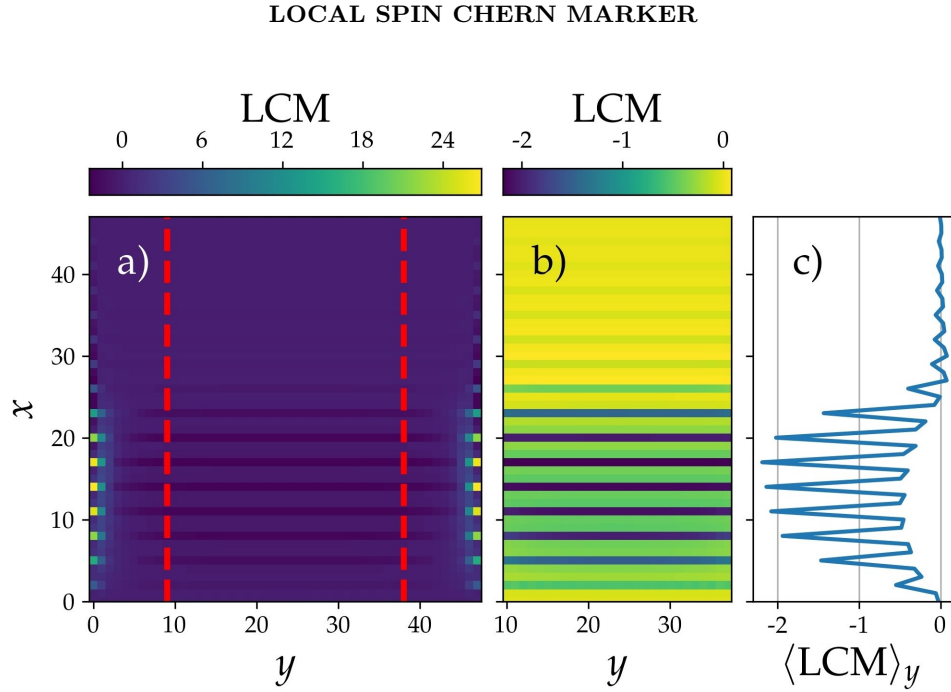 LOCAL SPIN CHERN MARKER
LCM LCM
0 6 12 18 24 -2 -1 0
a) b) c)
40
30
20
10
0
x
0 10 20 30 40 10 20 30 -2 -1 0
y y ⟨LCM⟩y